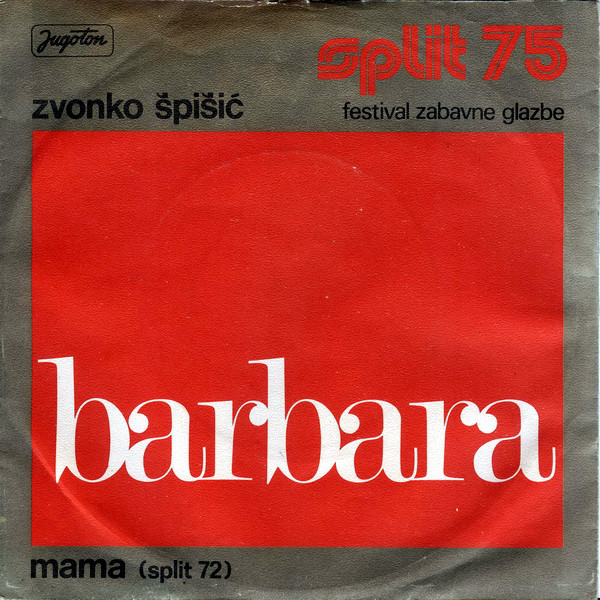 Jugoton
split 75
zvonko špišić
festival zabavne glazbe
barbara
mama (split 72)